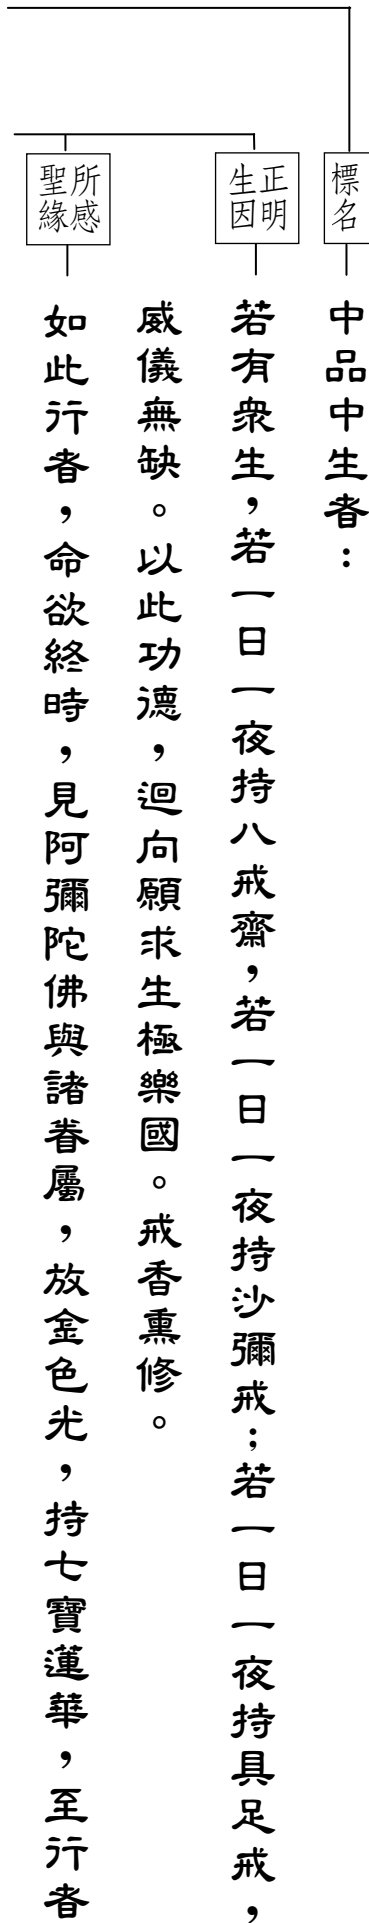 標名
中品中生者：
正明
生因
若有眾生，若一日一夜持八戒齋，若一日一夜持沙彌戒；若一日一夜持具足戒，
威儀無缺。以此功德，迴向願求生極樂國。戒香熏修。
所感
聖緣
如此行者，命欲終時，見阿彌陀佛與諸眷屬，放金色光，持七寶蓮華，至行者